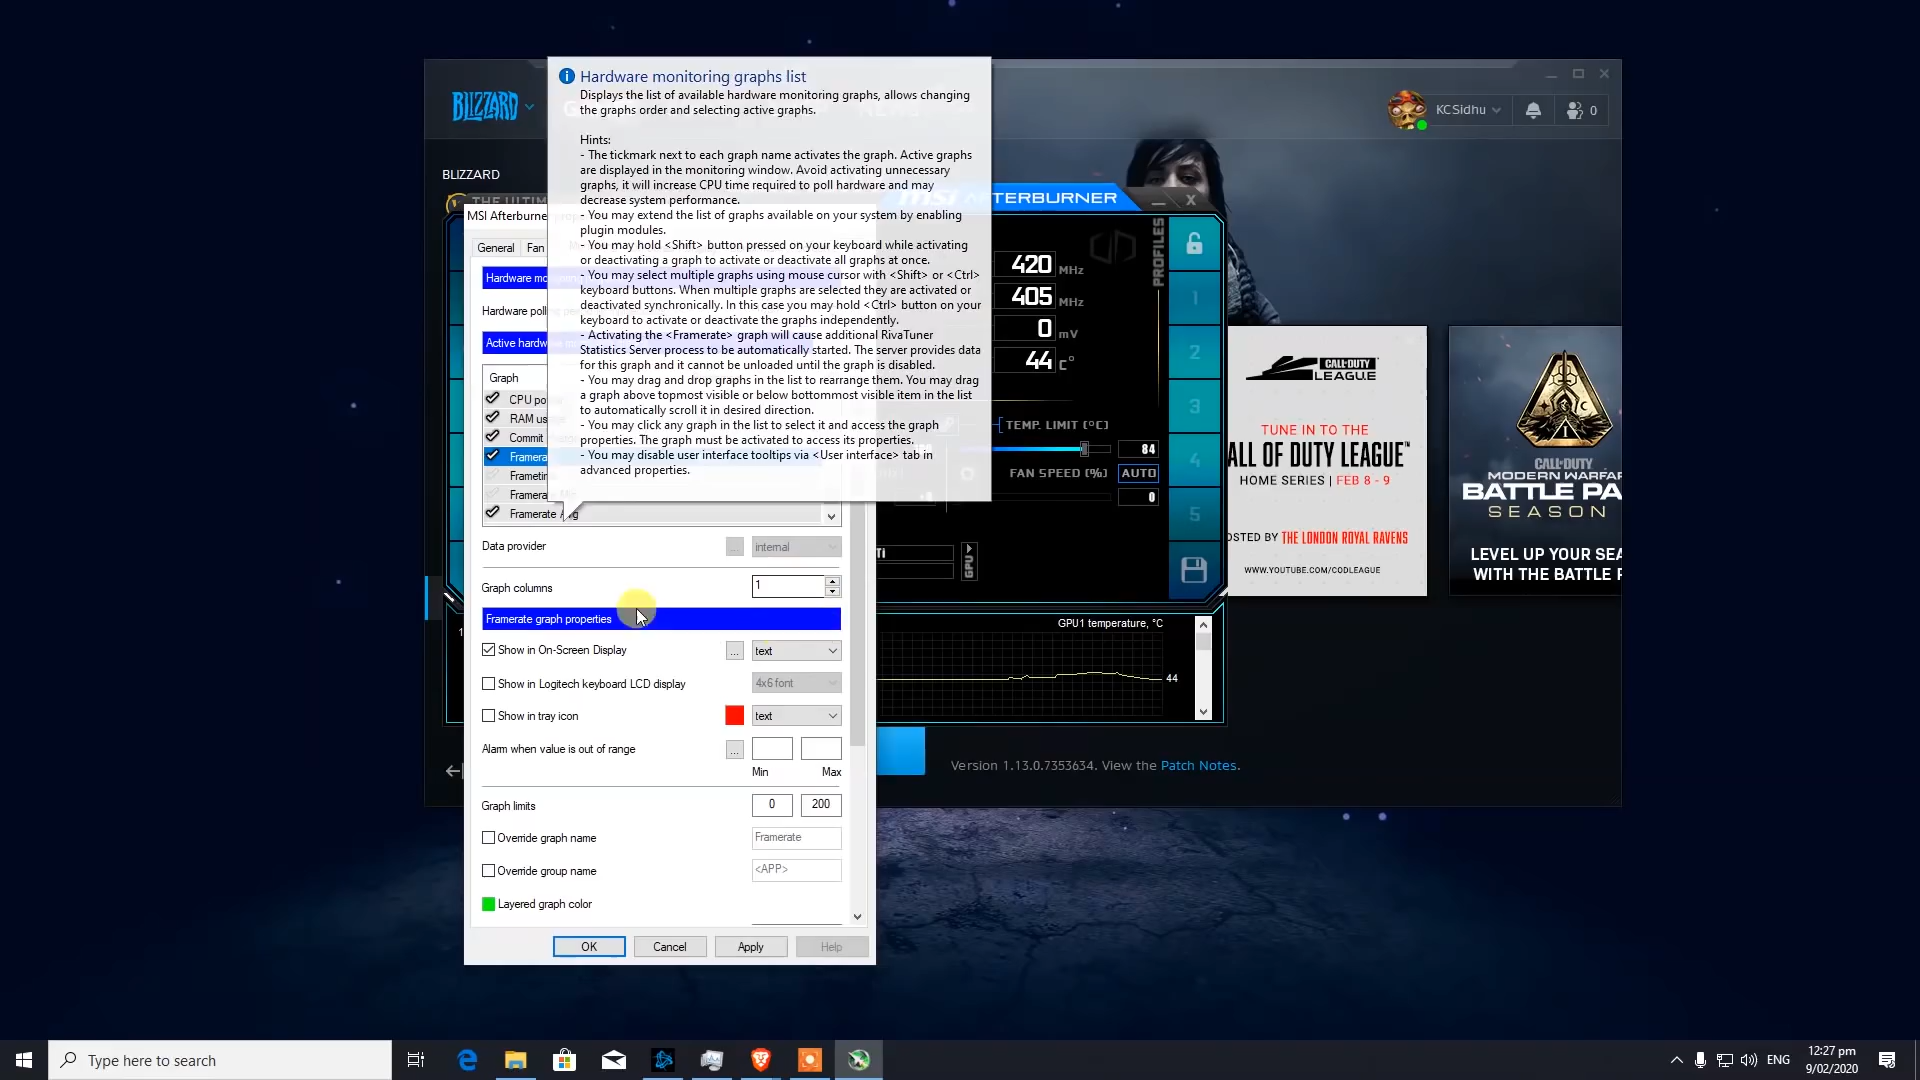 Hardware monitoring graphs list
Displays the list of available hardware monitoring graphs, allows changing
the graphs order and selecting active graphs.
Hints:
- The tickmark next to each graph name activates the graph. Active graphs
are displayed in the monitoring window. Avoid activating unnecessary
graphs, it will increase CPU time required to poll hardware and may
decrease system performance.
- You may extend the list of graphs available on your system by enabling
plugin modules.
- You may hold <Shift> button pressed on your keyboard while activating
or deactivating a graph to activate or deactivate all graphs at once.
- You may select multiple graphs using mouse cursor with <Shift> or <Ctrl>
keyboard buttons. When multiple graphs are selected they are activated or
deactivated synchronically. In this case you may hold <Ctrl> button on your
keyboard to activate or deactivate the graphs independently.
- Activating the <Framerate> graph will cause additional RivaTuner
Statistics Server process to be automatically started. The server provides data
for this graph and it cannot be unloaded until the graph is disabled.
- You may drag and drop graphs in the list to rearrange them. You may drag
a graph above topmost visible or below bottommost visible item in the list
to automatically scroll it in desired direction.
- You may click any graph in the list to select it and access the graph
properties. The graph must be activated to access its properties.
- You may disable user interface tooltips via <User interface> tab in
advanced properties.
BLIZZARD
KCSidhu
0
BLIZZARD
THE ULTIM
MSI Afterburner
General
Fan
Hardware
Hardware
Active
Graph
CPU
RAM
Commit
Framerate Avg
Data provider
...
internal
Graph columns
1
Framerate graph properties
Show in On-Screen Display
...
text
Show in Logitech keyboard LCD display
4x6 font
Show in tray icon
text
Alarm when value is out of range
...
Min
Max
Graph limits
0
200
Override graph name
Framerate
Override group name
<APP>
Layered graph color
OK
Cancel
Apply
Help
MSI AFTERBURNER
X
PROFILES
420 MHz
405 MHz
0 mV
44 C°
1
2
3
4
5
TEMP. LIMIT (°C)
84
FAN SPEED (%)
AUTO
0
Ti
GPU
GPU1 temperature, °C
44
Version 1.13.0.7353634. View the Patch Notes.
CALL OF DUTY
LEAGUE
TUNE IN TO THE
ALL OF DUTY LEAGUE™
HOME SERIES | FEB 8 - 9
OSTED BY THE LONDON ROYAL RAVENS
WWW.YOUTUBE.COM/CODLEAGUE
CALL·DUTY
MODERN WARFA
BATTLE PA
SEASON
LEVEL UP YOUR SEA
WITH THE BATTLE P
Type here to search
ENG
12:27 pm
9/02/2020